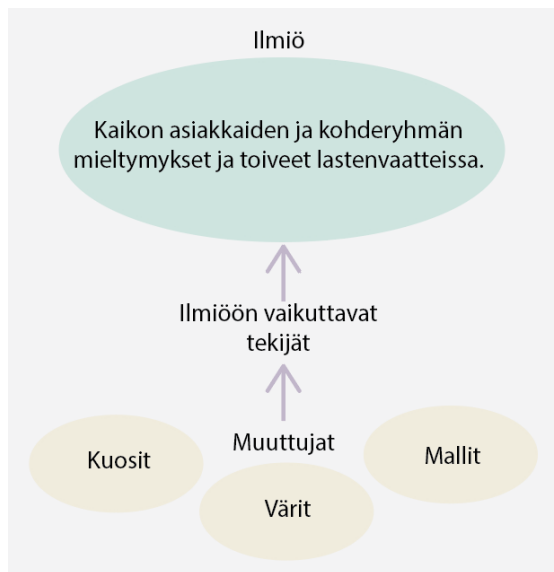 Ilmiö
Kaikon asiakkaiden ja kohderyhmän
mieltymykset ja toiveet lastenvaatteissa.
Ilmiöön vaikuttavat
tekijät
Muuttujat
Kuosit
Mallit
Värit